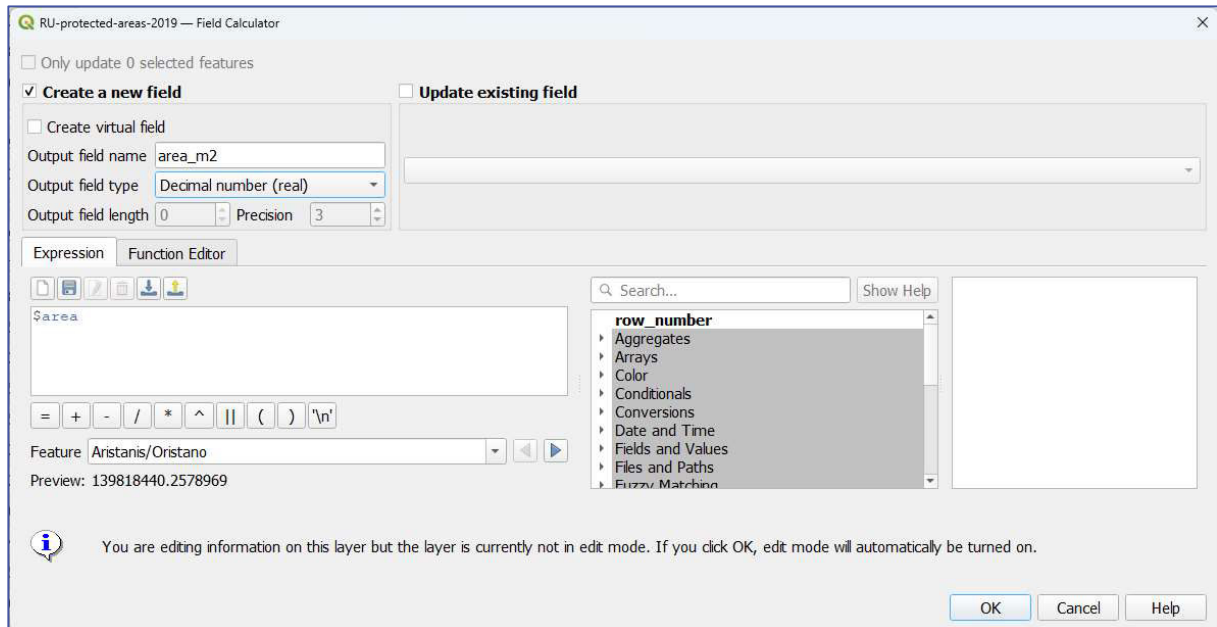 RU-protected-areas-2019 — Field Calculator
Only update 0 selected features
Create a new field
Update existing field
Create virtual field
Output field name area_m2
Output field type Decimal number (real)
Output field length 0 Precision 3
Expression Function Editor
Search... Show Help
$area
row_number
Aggregates
Arrays
Color
Conditionals
Conversions
Date and Time
Fields and Values
Files and Paths
Fuzzy Matching
= + - / * ^ || ( ) '\n'
Feature Aristanis/Oristano
Preview: 139818440.2578969
You are editing information on this layer but the layer is currently not in edit mode. If you click OK, edit mode will automatically be turned on.
OK Cancel Help